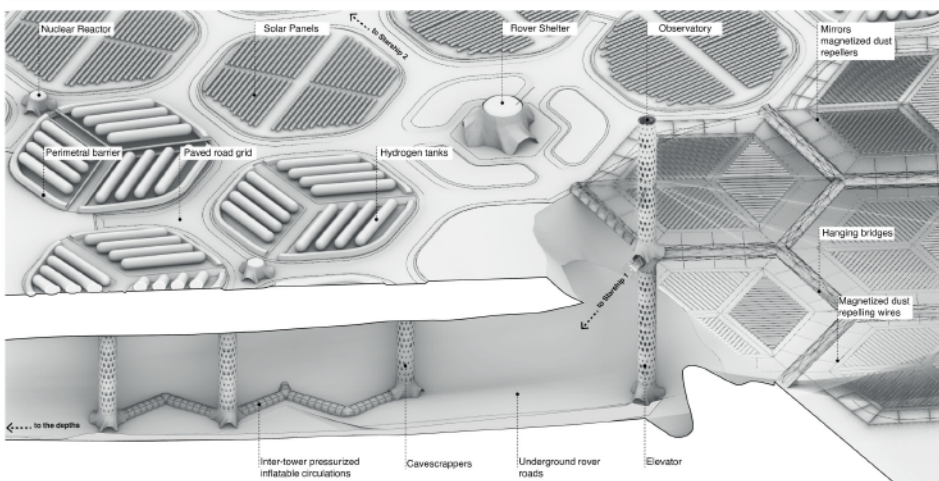 Nuclear Reactor
Solar Panels
to Starship 2
Rover Shelter
Observatory
Mirrors
magnetized dust
repellers
Perimetral barrier
Paved road grid
Hydrogen tanks
Hanging bridges
to Starship 1
Magnetized dust
repelling wires
to the depths
Inter-tower pressurized
inflatable circulations
Cavescrappers
Underground rover
roads
Elevator